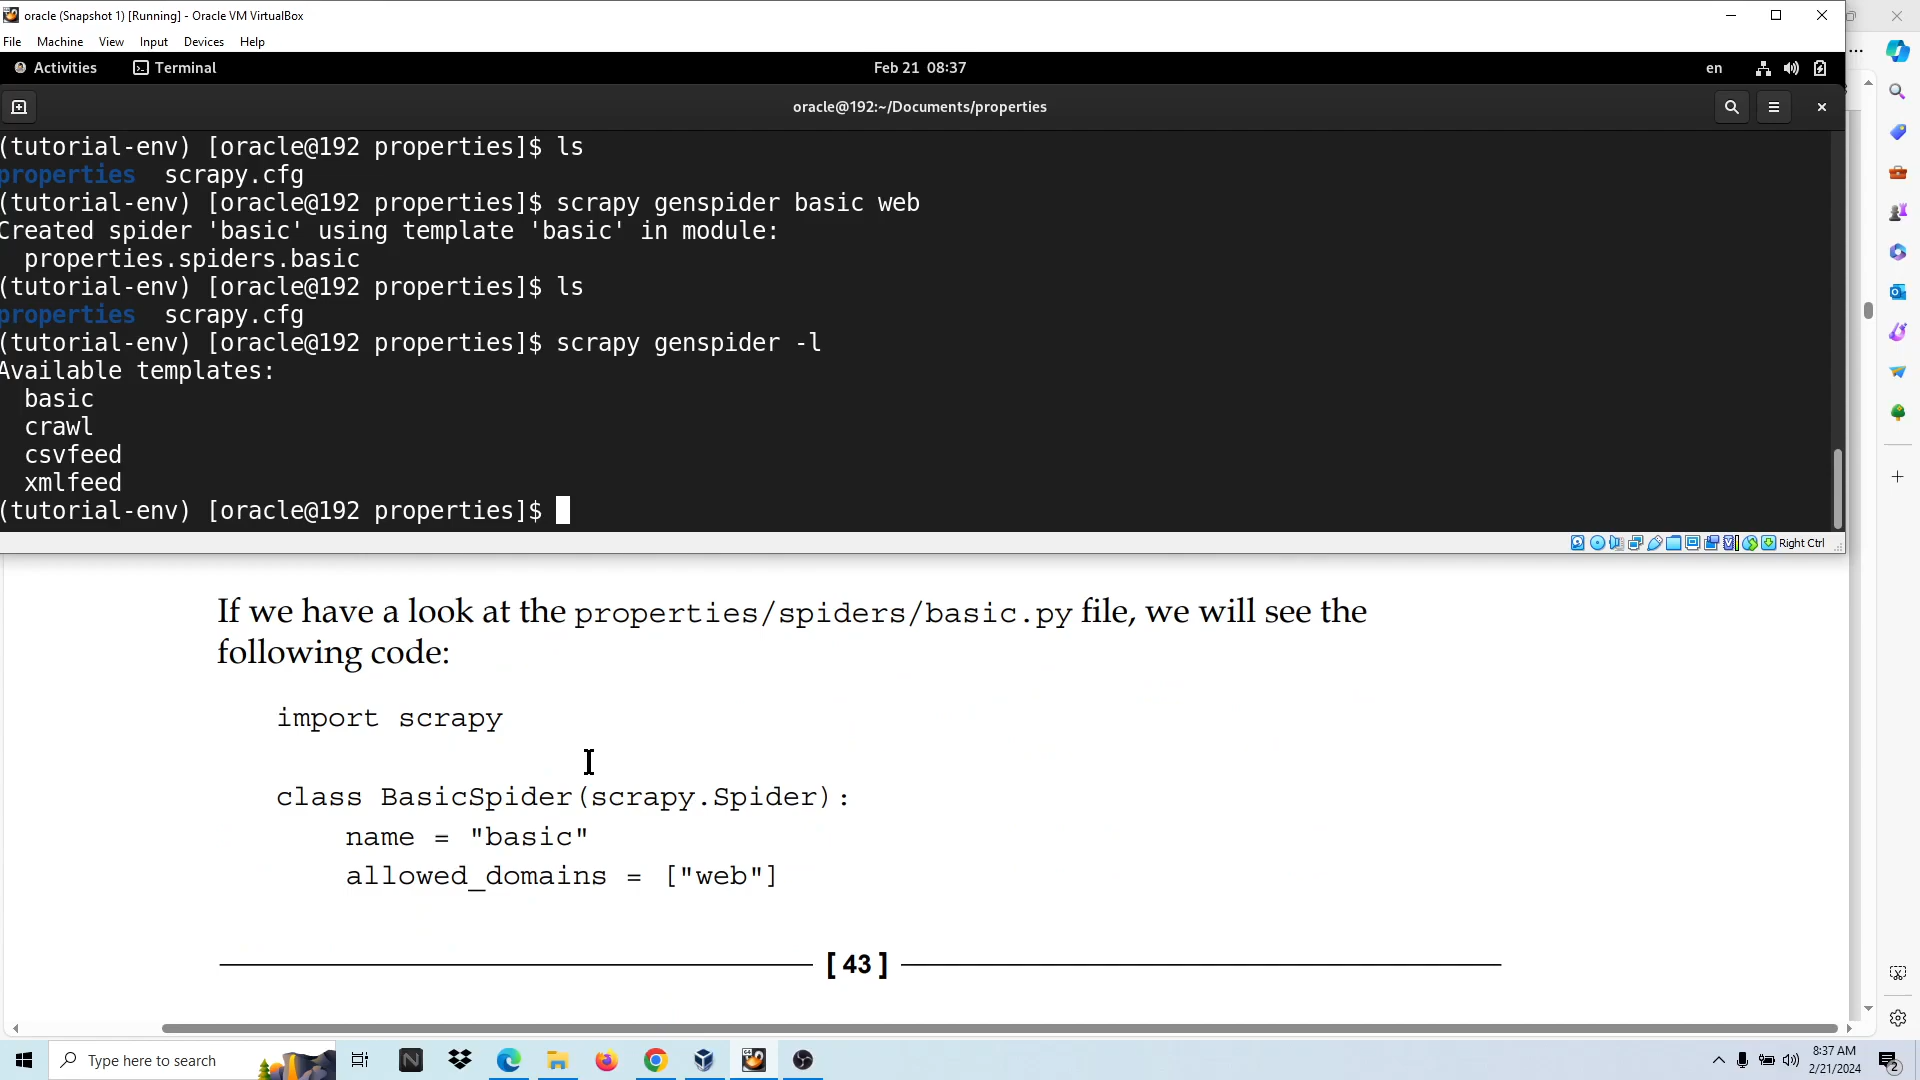 oracle (Snapshot 1) [Running] - Oracle VM VirtualBox
File Machine View Input Devices Help
Activities Terminal Feb 21 08:37 en
oracle@192:~/Documents/properties
(tutorial-env) [oracle@192 properties]$ ls
properties scrapy.cfg
(tutorial-env) [oracle@192 properties]$ scrapy genspider basic web
Created spider 'basic' using template 'basic' in module:
properties.spiders.basic
(tutorial-env) [oracle@192 properties]$ ls
properties scrapy.cfg
(tutorial-env) [oracle@192 properties]$ scrapy genspider -l
Available templates:
basic
crawl
csvfeed
xmlfeed
(tutorial-env) [oracle@192 properties]$
Right Ctrl
If we have a look at the properties/spiders/basic.py file, we will see the
following code:
import scrapy
class BasicSpider(scrapy.Spider):
name = "basic"
allowed_domains = ["web"]
[ 43 ]
Type here to search
8:37 AM
2/21/2024
2